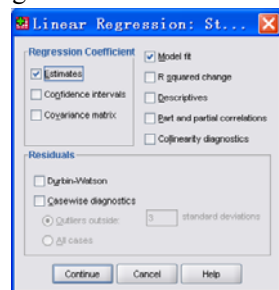 g
Linear Regression: St...
Regression Coefficient
Estimates
Confidence intervals
Covariance matrix
Model fit
R squared change
Descriptives
Part and partial correlations
Collinearity diagnostics
Residuals
Durbin-Watson
Casewise diagnostics
Outliers outside:
3
standard deviations
All cases
Continue
Cancel
Help